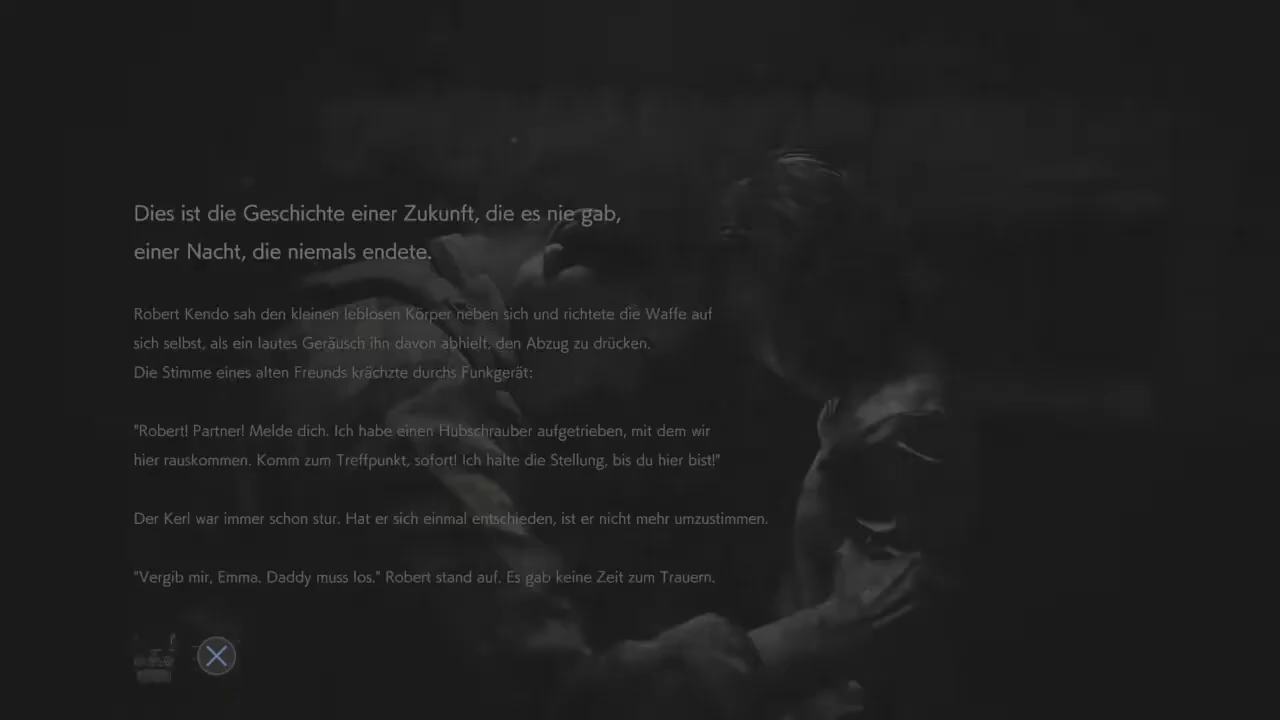 Dies ist die Geschichte einer Zukunft, die es nie gab,
einer Nacht, die niemals endete.
Robert Kendo sah den kleinen leblosen Körper neben sich und richtete die Waffe auf
sich selbst, als ein lautes Geräusch ihn davon abhielt, den Abzug zu drücken.
Die Stimme eines alten Freunds krächzte durchs Funkgerät:
"Robert! Partner! Melde dich. Ich habe einen Hubschrauber aufgetrieben, mit dem wir
hier rauskommen. Komm zum Treffpunkt, sofort! Ich halte die Stellung, bis du hier bist!"
Der Kerl war immer schon stur. Hat er sich einmal entschieden, ist er nicht mehr umzustimmen.
"Vergib mir, Emma. Daddy muss los." Robert stand auf. Es gab keine Zeit zum Trauern.